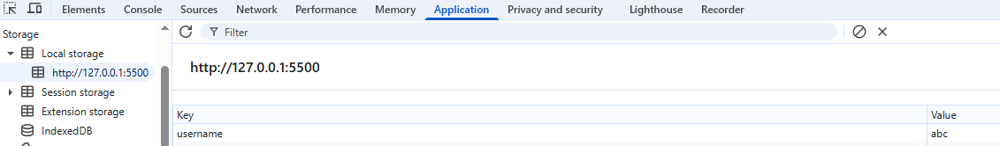 Elements Console Sources Network Performance Memory Application Privacy and security Lighthouse Recorder
Storage
Filter
Local storage
http://127.0.0.1:5500
http://127.0.0.1:5500
Session storage
Extension storage
Key Value
IndexedDB
username abc